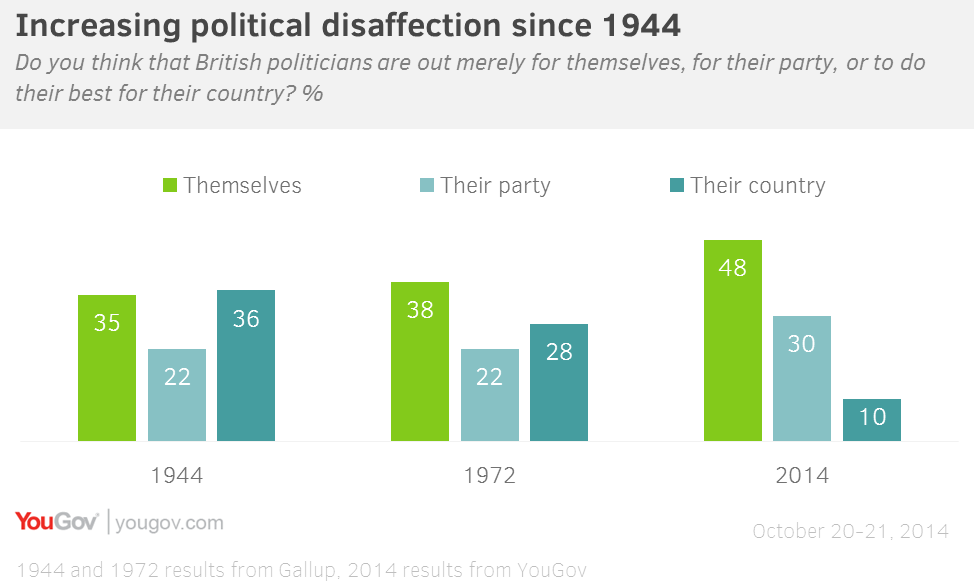 Increasing political disaffection since 1944
Do you think that British politicians are out merely for themselves, for their party, or to do
their best for their country? %
Themselves
Their party
Their country
35
22
36
38
22
28
48
30
10
1944
1972
2014
YouGov | yougov.com
October 20-21, 2014
1944 and 1972 results from Gallup, 2014 results from YouGov